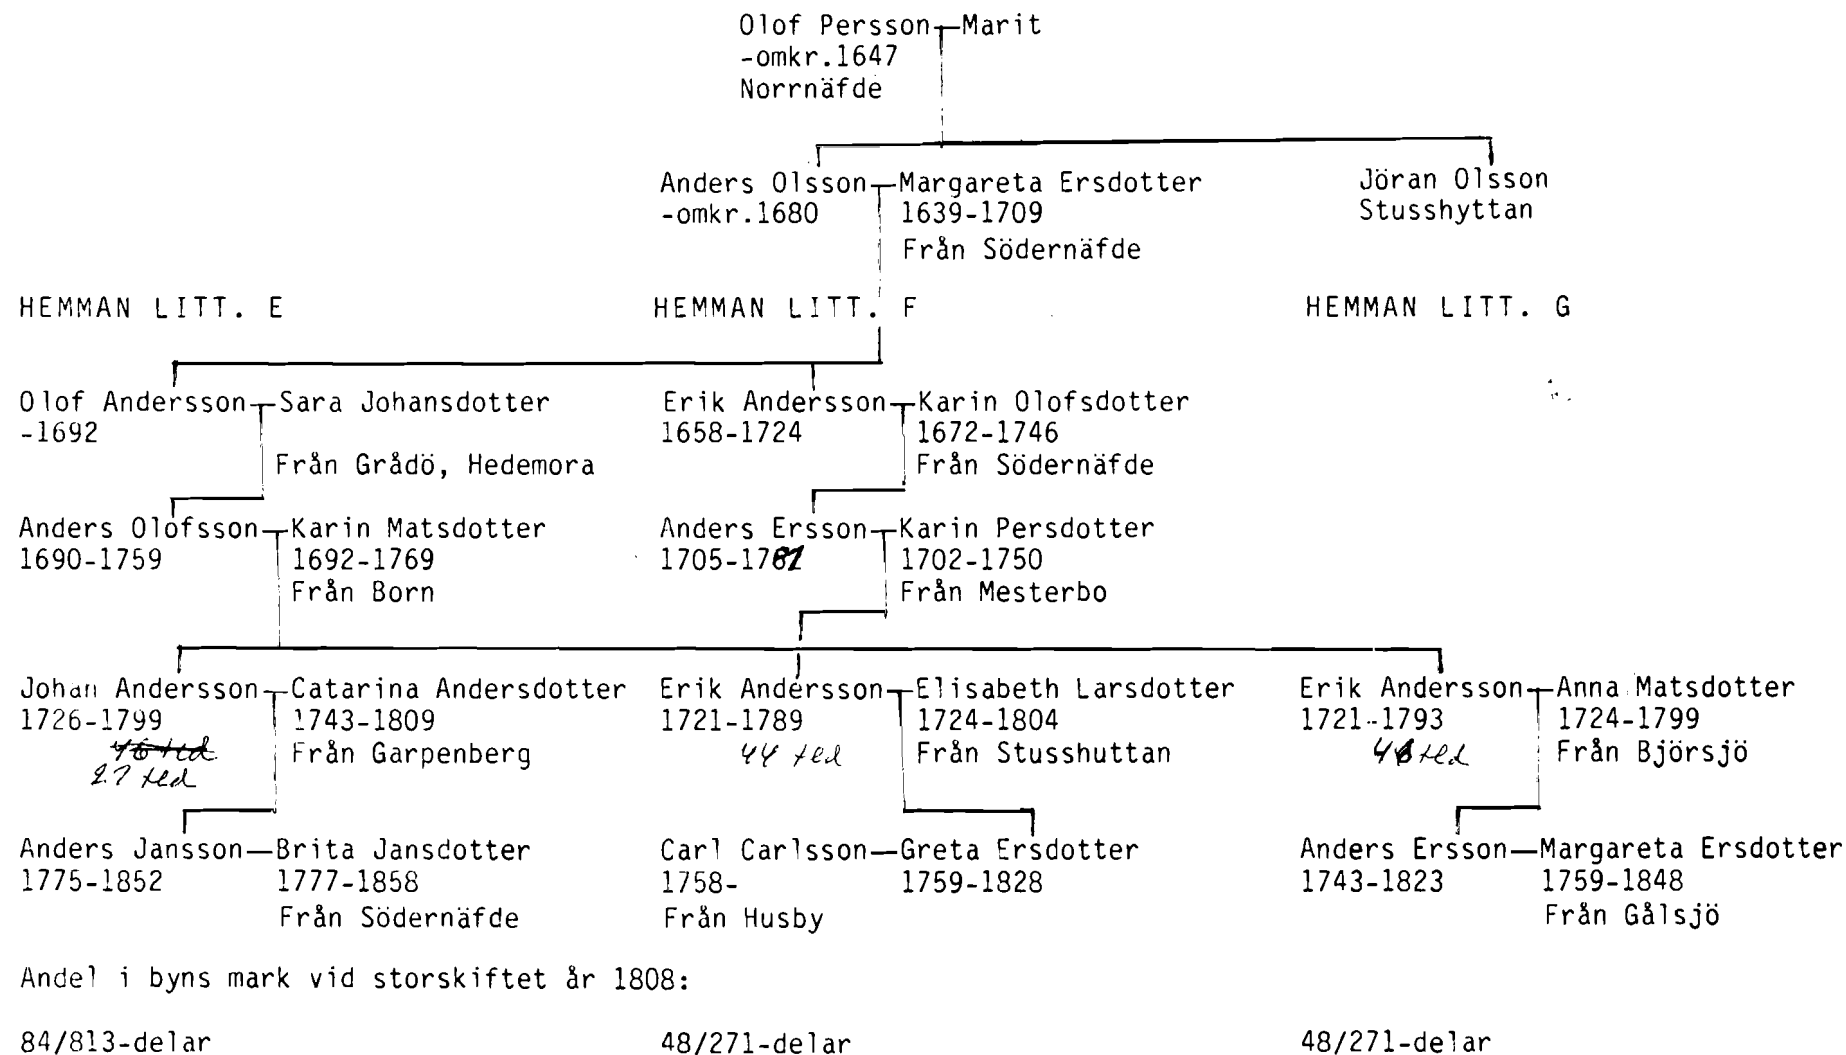 Olof Persson Marit
-omkr.1647
Norrnäfde
Anders Olsson Margareta Ersdotter Jöran Olsson
-omkr.1680 1639-1709 Stusshyttan
Från Södernäfde
HEMMAN LITT. E HEMMAN LITT. F HEMMAN LITT. G
Olof Andersson Sara Johansdotter Erik Andersson Karin Olofsdotter
-1692 1658-1724 1672-1746
Från Grådö, Hedemora Från Södernäfde
Anders Olofsson Karin Matsdotter Anders Ersson Karin Persdotter
1690-1759 1692-1769 1705-1781 1702-1750
Från Born Från Mesterbo
Johan Andersson Catarina Andersdotter Erik Andersson Elisabeth Larsdotter Erik Andersson Anna Matsdotter
1726-1799 1743-1809 1721-1789 1724-1804 1721-1793 1724-1799
Från Garpenberg 44 Från Stusshuttan Från Björsjö
27
Anders Jansson—Brita Jansdotter Carl Carlsson—Greta Ersdotter Anders Ersson—Margareta Ersdotter
1775-1852 1777-1858 1758- 1759-1828 1743-1823 1759-1848
Från Södernäfde Från Husby Från Gålsjö
Andel i byns mark vid storskiftet år 1808:
84/813-delar 48/271-delar 48/271-delar